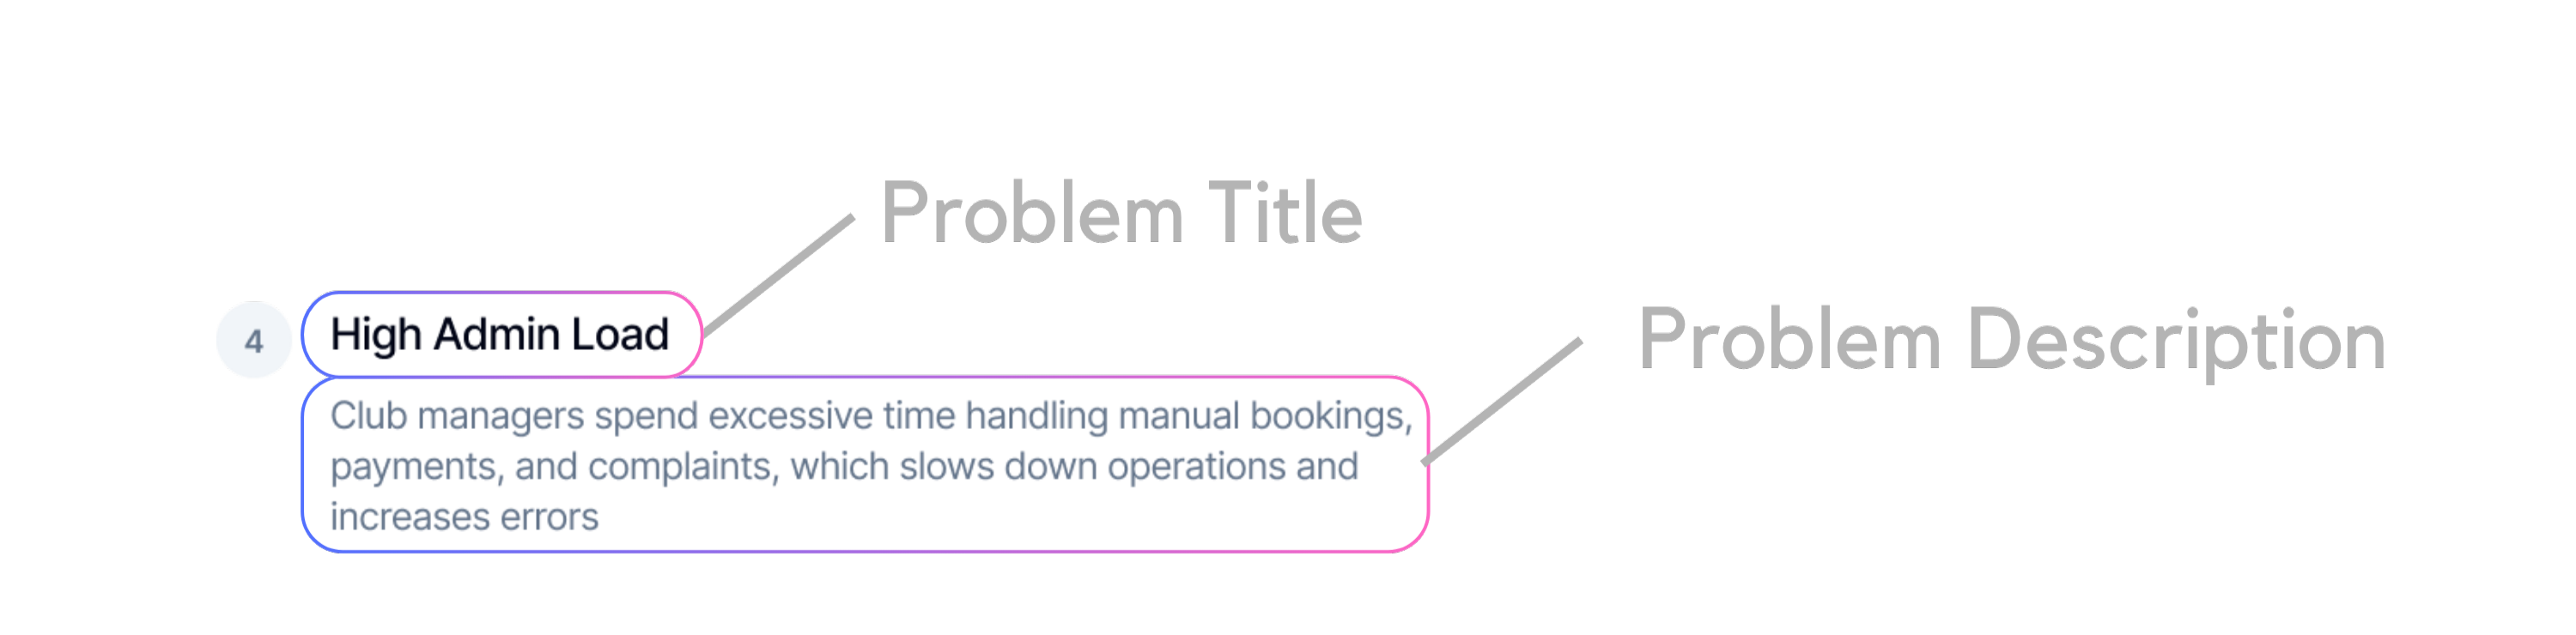 Problem Title
4
High Admin Load
Problem Description
Club managers spend excessive time handling manual bookings,
payments, and complaints, which slows down operations and
increases errors